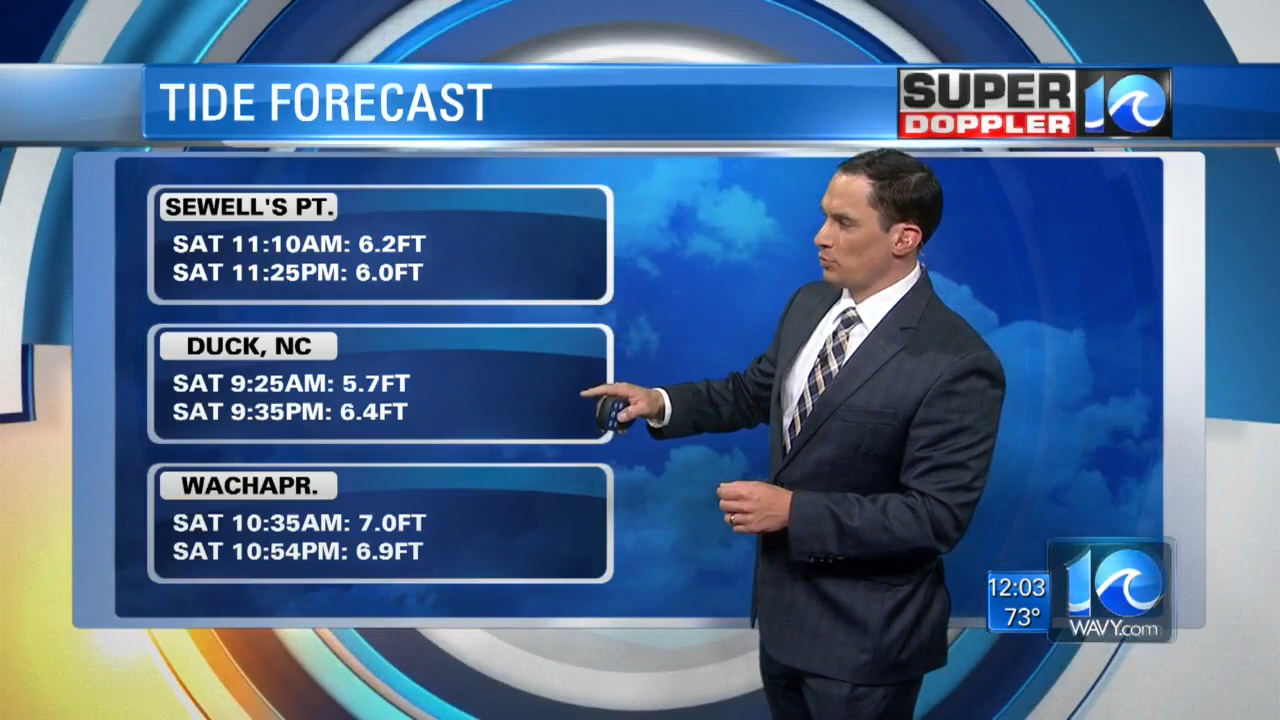 TIDE FORECAST
SUPER
DOPPLER
10
SEWELL'S PT.
SAT 11:10AM: 6.2FT
SAT 11:25PM: 6.0FT
DUCK, NC
SAT 9:25AM: 5.7FT
SAT 9:35PM: 6.4FT
WACHAPR.
SAT 10:35AM: 7.0FT
SAT 10:54PM: 6.9FT
12:03
73°
10
WAVY.com